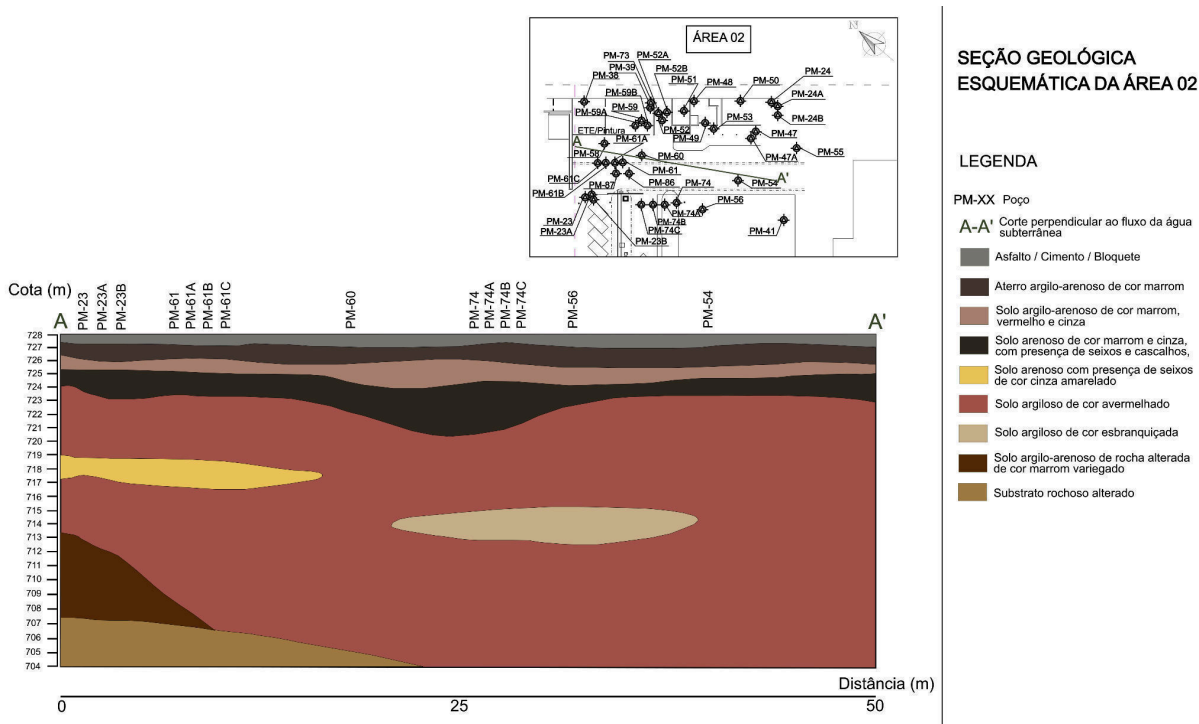 ÁREA 02
N
PM-52A
PM-73
PM-39
PM-52B
PM-38
PM-51
PM-48
PM-50
PM-24
PM-59B
PM-24A
PM-59
PM-59A
PM-24B
PM-53
PM-52
PM-49
PM-47
ETE/Pintura
A
PM-61A
PM-55
PM-58
PM-60
PM-47A
PM-61
A'
PM-61C
PM-54
PM-87
PM-86
PM-74
PM-61B
PM-56
PM-74A
PM-23
PM-74B
PM-41
PM-23A
PM-74C
PM-23B
SEÇÃO GEOLÓGICA
ESQUEMÁTICA DA ÁREA 02
LEGENDA
PM-XX Poço
A-A' Corte perpendicular ao fluxo da água
subterrânea
Asfalto / Cimento / Bloquete
Aterro argilo-arenoso de cor marrom
Solo argilo-arenoso de cor marrom,
vermelho e cinza
Solo arenoso de cor marrom e cinza,
com presença de seixos e cascalhos,
Solo arenoso com presença de seixos
de cor cinza amarelado
Solo argiloso de cor avermelhado
Solo argiloso de cor esbranquiçada
Solo argilo-arenoso de rocha alterada
de cor marrom variegado
Substrato rochoso alterado
Cota (m)
A
PM-23
PM-23A
PM-23B
PM-61
PM-61A
PM-61B
PM-61C
PM-60
PM-74
PM-74A
PM-74B
PM-74C
PM-56
PM-54
A'
728
727
726
725
724
723
722
721
720
719
718
717
716
715
714
713
712
711
710
709
708
707
706
705
704
Distância (m)
0 25 50